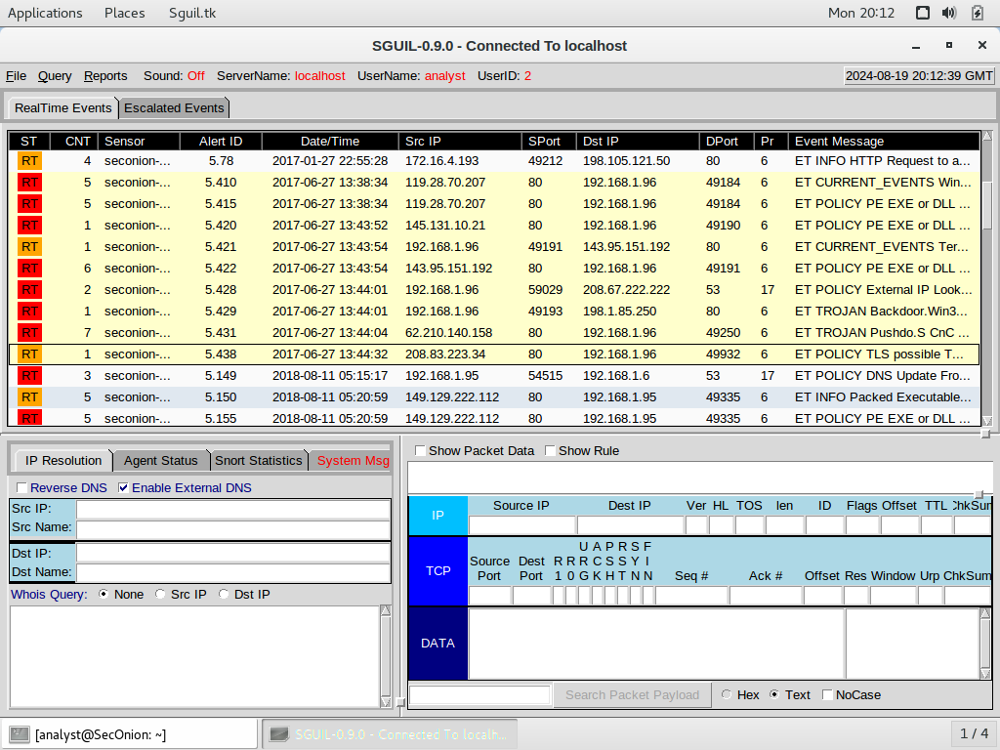 Applications Places Sguil.tk Mon 20:12
SGUIL-0.9.0 - Connected To localhost
File Query Reports Sound: Off ServerName: localhost UserName: analyst UserID: 2 2024-08-19 20:12:39 GMT
RealTime Events Escalated Events
ST CNT Sensor Alert ID Date/Time Src IP SPort Dst IP DPort Pr Event Message
RT 4 seconion-... 5.78 2017-01-27 22:55:28 172.16.4.193 49212 198.105.121.50 80 6 ET INFO HTTP Request to a...
RT 5 seconion-... 5.410 2017-06-27 13:38:34 119.28.70.207 80 192.168.1.96 49184 6 ET CURRENT_EVENTS Win...
RT 5 seconion-... 5.415 2017-06-27 13:38:34 119.28.70.207 80 192.168.1.96 49184 6 ET POLICY PE EXE or DLL ...
RT 1 seconion-... 5.420 2017-06-27 13:43:52 145.131.10.21 80 192.168.1.96 49190 6 ET POLICY PE EXE or DLL ...
RT 1 seconion-... 5.421 2017-06-27 13:43:54 192.168.1.96 49191 143.95.151.192 80 6 ET CURRENT_EVENTS Ter...
RT 6 seconion-... 5.422 2017-06-27 13:43:54 143.95.151.192 80 192.168.1.96 49191 6 ET POLICY PE EXE or DLL ...
RT 2 seconion-... 5.428 2017-06-27 13:44:01 192.168.1.96 59029 208.67.222.222 53 17 ET POLICY External IP Look...
RT 1 seconion-... 5.429 2017-06-27 13:44:01 192.168.1.96 49193 198.1.85.250 80 6 ET TROJAN Backdoor.Win3...
RT 7 seconion-... 5.431 2017-06-27 13:44:04 62.210.140.158 80 192.168.1.96 49250 6 ET TROJAN Pushdo.S CnC ...
RT 1 seconion-... 5.438 2017-06-27 13:44:32 208.83.223.34 80 192.168.1.96 49932 6 ET POLICY TLS possible T...
RT 3 seconion-... 5.149 2018-08-11 05:15:17 192.168.1.95 54515 192.168.1.6 53 17 ET POLICY DNS Update Fro...
RT 5 seconion-... 5.150 2018-08-11 05:20:59 149.129.222.112 80 192.168.1.95 49335 6 ET INFO Packed Executable...
RT 5 seconion-... 5.155 2018-08-11 05:20:59 149.129.222.112 80 192.168.1.95 49335 6 ET POLICY PE EXE or DLL ...
IP Resolution Agent Status Snort Statistics System Msg
Reverse DNS Enable External DNS
Src IP:
Src Name:
Dst IP:
Dst Name:
Whois Query: None Src IP Dst IP
Show Packet Data Show Rule
IP Source IP Dest IP Ver HL TOS len ID Flags Offset TTL ChkSum
TCP Source Port Dest Port R1 R0 URG ACK PSH RST SYN FIN Seq # Ack # Offset Res Window Urp ChkSum
DATA
Search Packet Payload Hex Text NoCase
[analyst@SecOnion: ~] SGUIL-0.9.0 - Connected To localh... 1 / 4